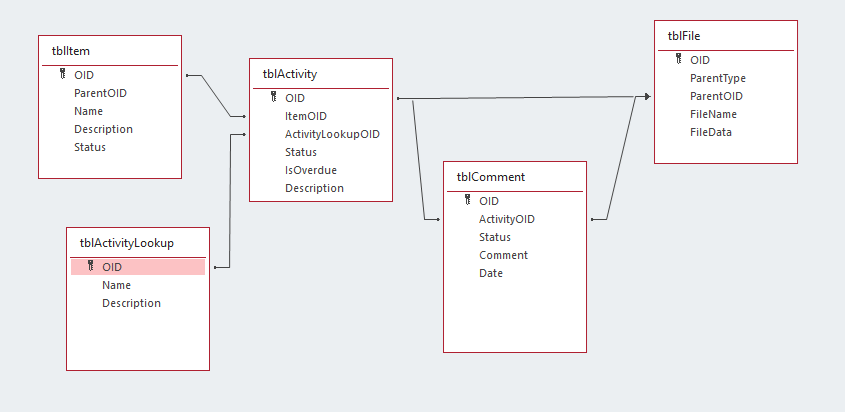 tblItem
OID
ParentOID
Name
Description
Status
tblActivity
OID
ItemOID
ActivityLookupOID
Status
IsOverdue
Description
tblFile
OID
ParentType
ParentOID
FileName
FileData
tblComment
OID
ActivityOID
Status
Comment
Date
tblActivityLookup
OID
Name
Description